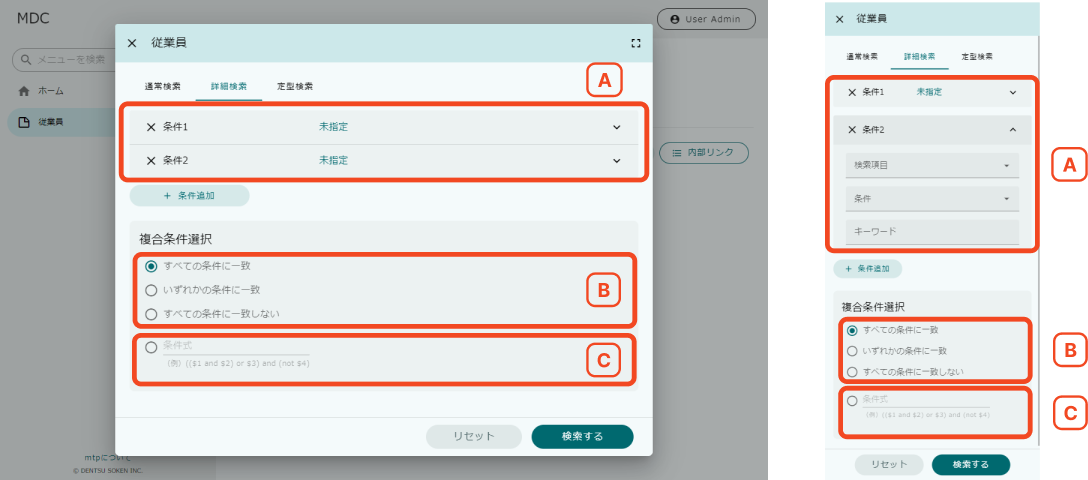 MDC
User Admin
メニューを検索
ホーム
従業員
内部リンク
mtpについて
© DENTSU SOKEN INC.
従業員
通常検索 詳細検索 定型検索
A
条件1 未指定
条件2 未指定
+ 条件追加
複合条件選択
すべての条件に一致
いずれかの条件に一致
すべての条件に一致しない
B
条件式
(例) (($1 and $2) or $3) and (not $4)
C
リセット 検索する
従業員
通常検索 詳細検索 定型検索
条件1 未指定
条件2
検索項目
条件
キーワード
A
+ 条件追加
複合条件選択
すべての条件に一致
いずれかの条件に一致
すべての条件に一致しない
B
条件式
(例) (($1 and $2) or $3) and (not $4)
C
リセット 検索する